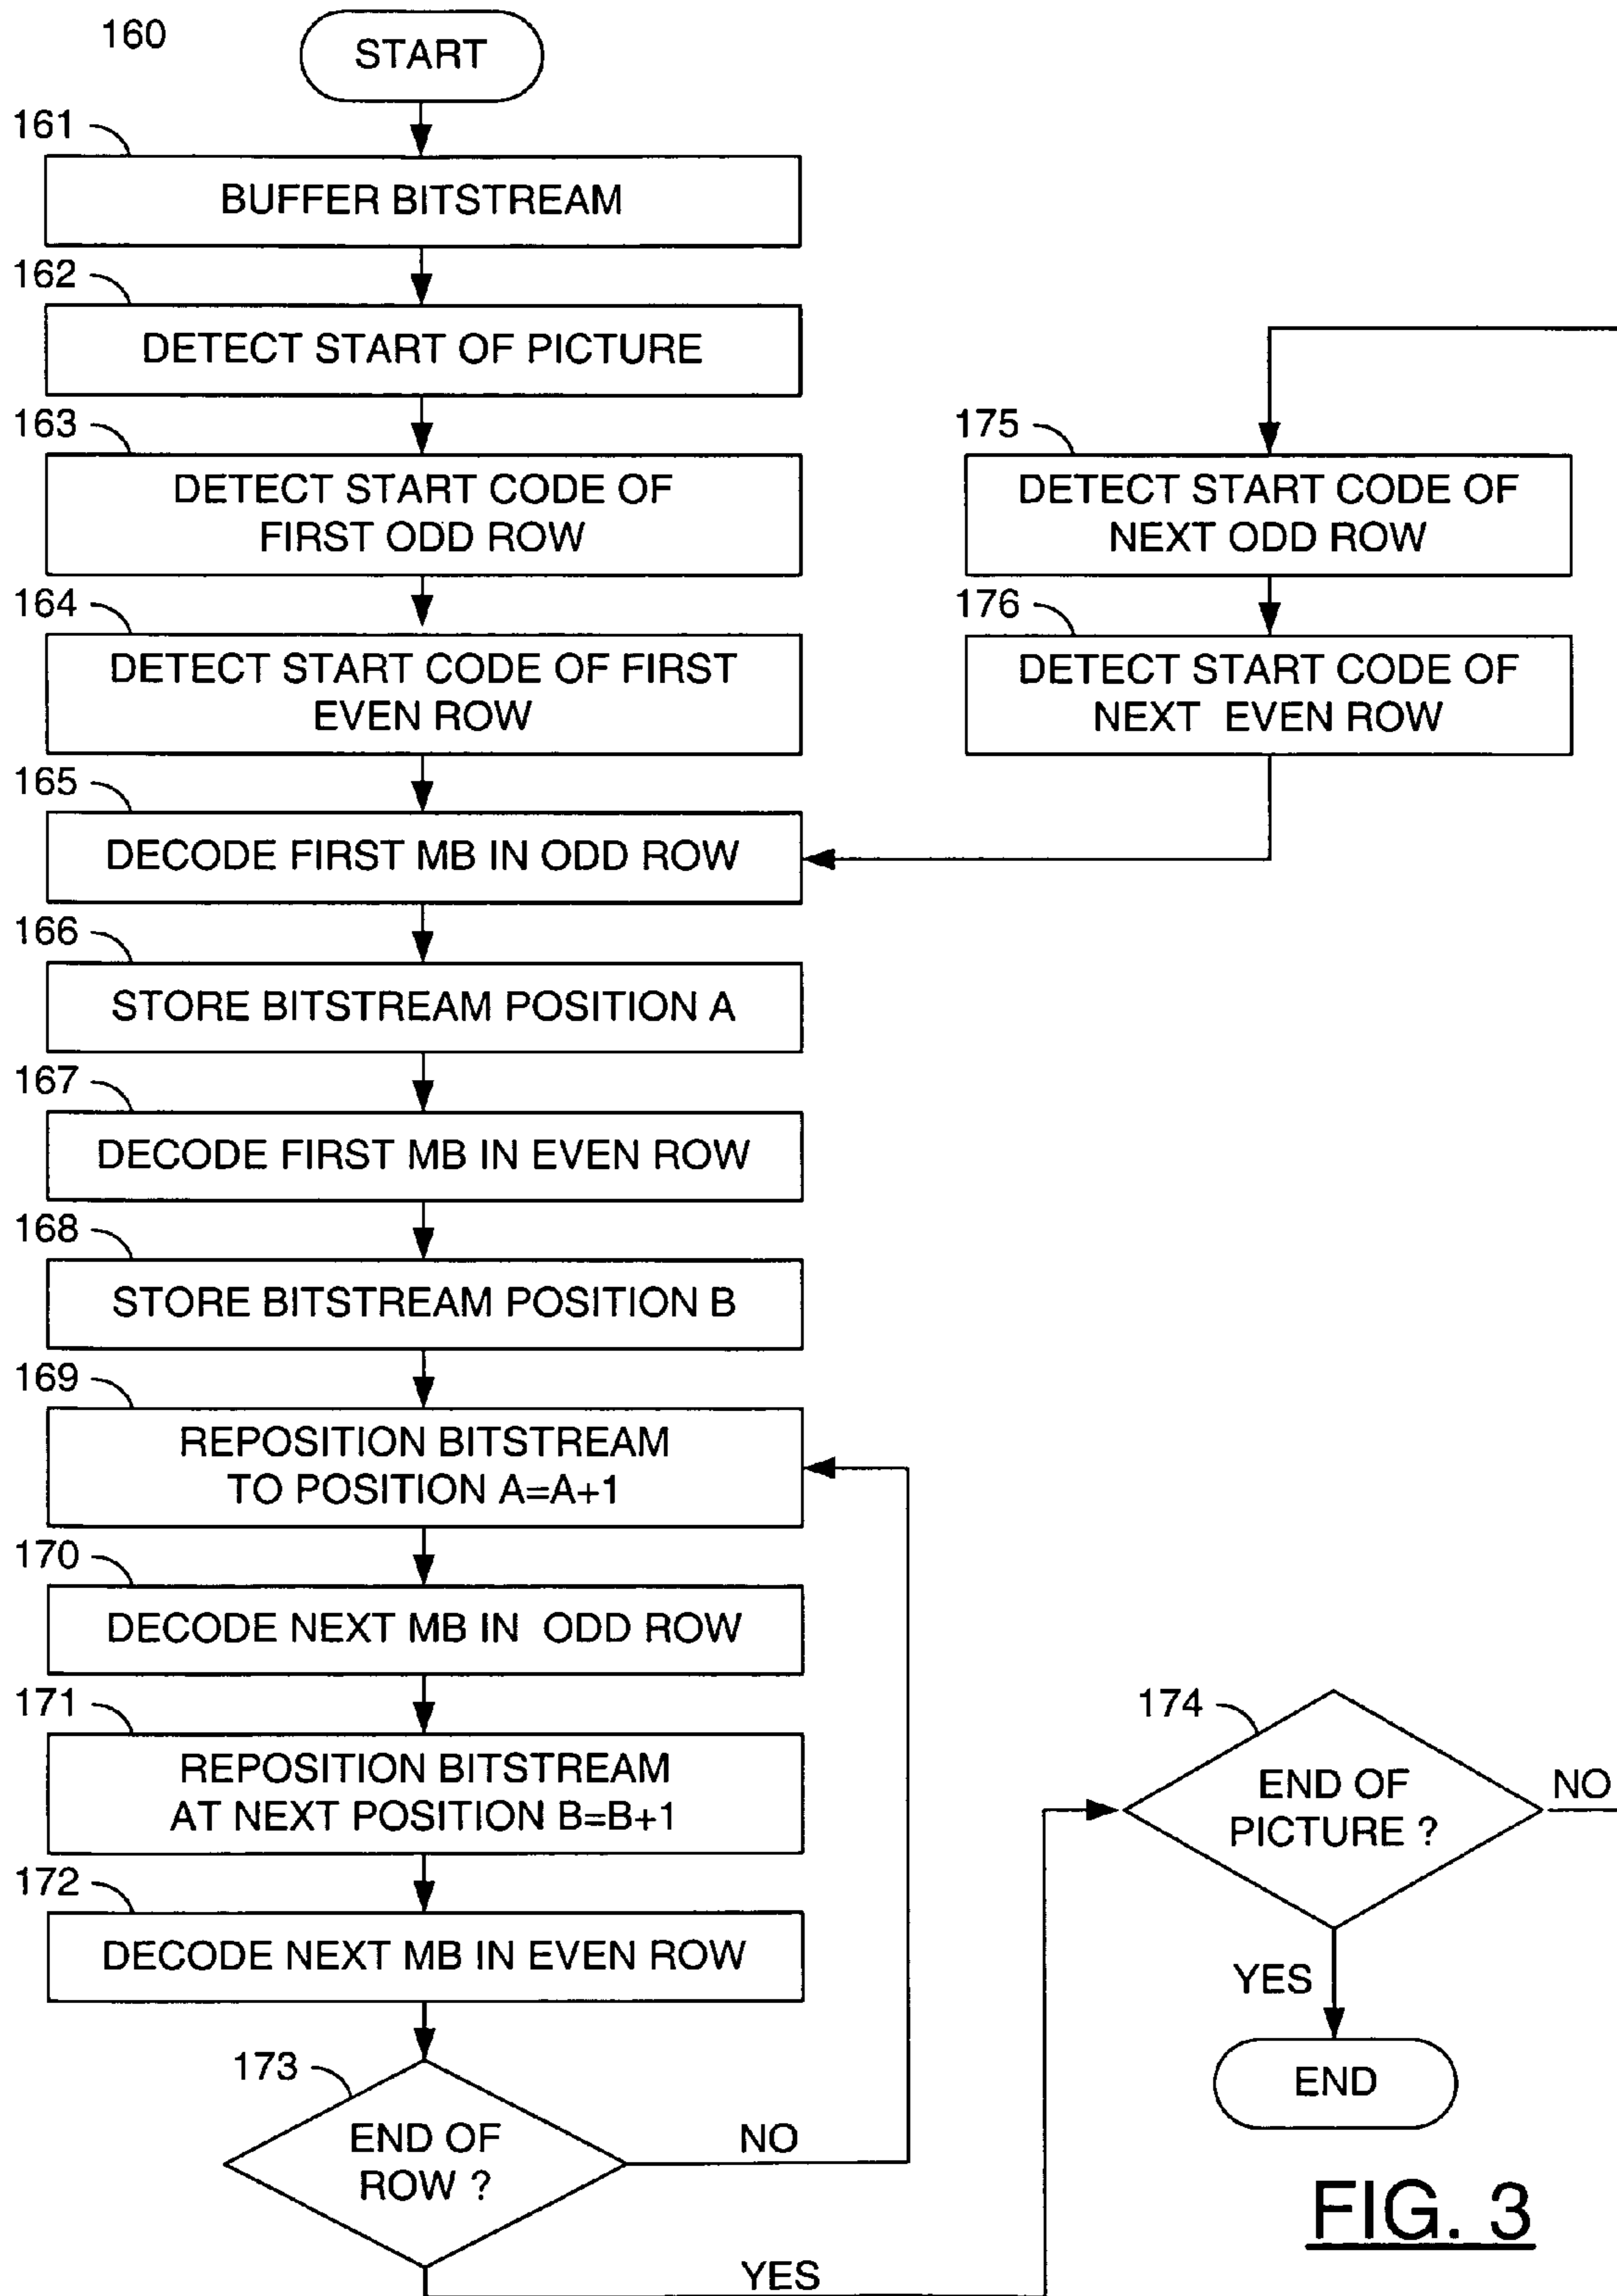 160
START
161
BUFFER BITSTREAM
162
DETECT START OF PICTURE
163
DETECT START CODE OF
FIRST ODD ROW
164
DETECT START CODE OF FIRST
EVEN ROW
165
DECODE FIRST MB IN ODD ROW
166
STORE BITSTREAM POSITION A
167
DECODE FIRST MB IN EVEN ROW
168
STORE BITSTREAM POSITION B
169
REPOSITION BITSTREAM
TO POSITION A=A+1
170
DECODE NEXT MB IN ODD ROW
171
REPOSITION BITSTREAM
AT NEXT POSITION B=B+1
172
DECODE NEXT MB IN EVEN ROW
173
END OF
ROW ?
NO
YES
174
END OF
PICTURE ?
NO
YES
END
175
DETECT START CODE OF
NEXT ODD ROW
176
DETECT START CODE OF
NEXT EVEN ROW
FIG. 3